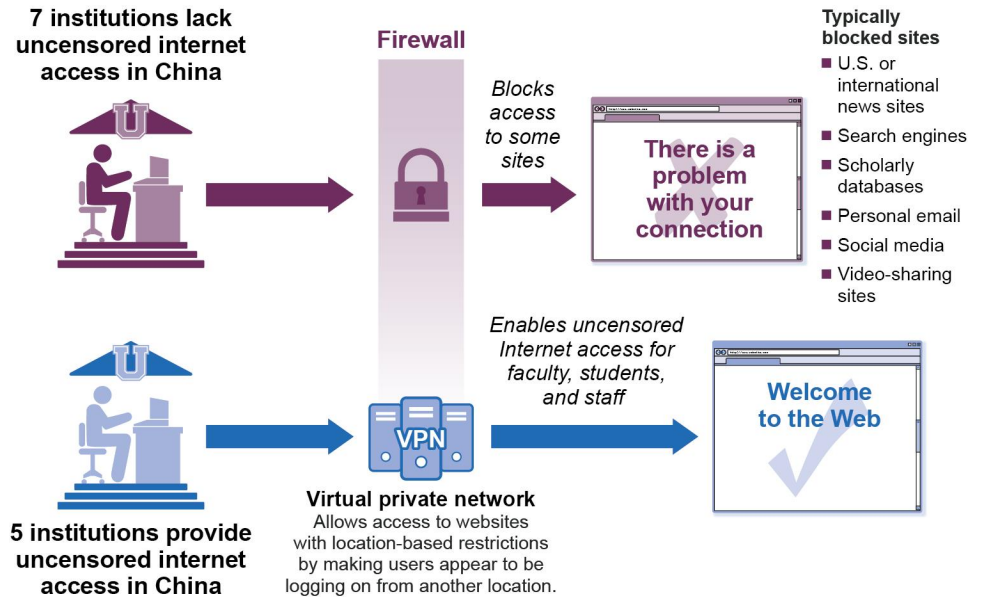 7 institutions lack
uncensored internet
access in China
U
Firewall
Blocks
access
to some
sites
There is a
problem
with your
connection
Typically
blocked sites
U.S. or
international
news sites
Search engines
Scholarly
databases
Personal email
Social media
Video-sharing
sites
U
5 institutions provide
uncensored internet
access in China
VPN
Virtual private network
Allows access to websites
with location-based restrictions
by making users appear to be
logging on from another location.
Enables uncensored
Internet access for
faculty, students,
and staff
Welcome
to the Web